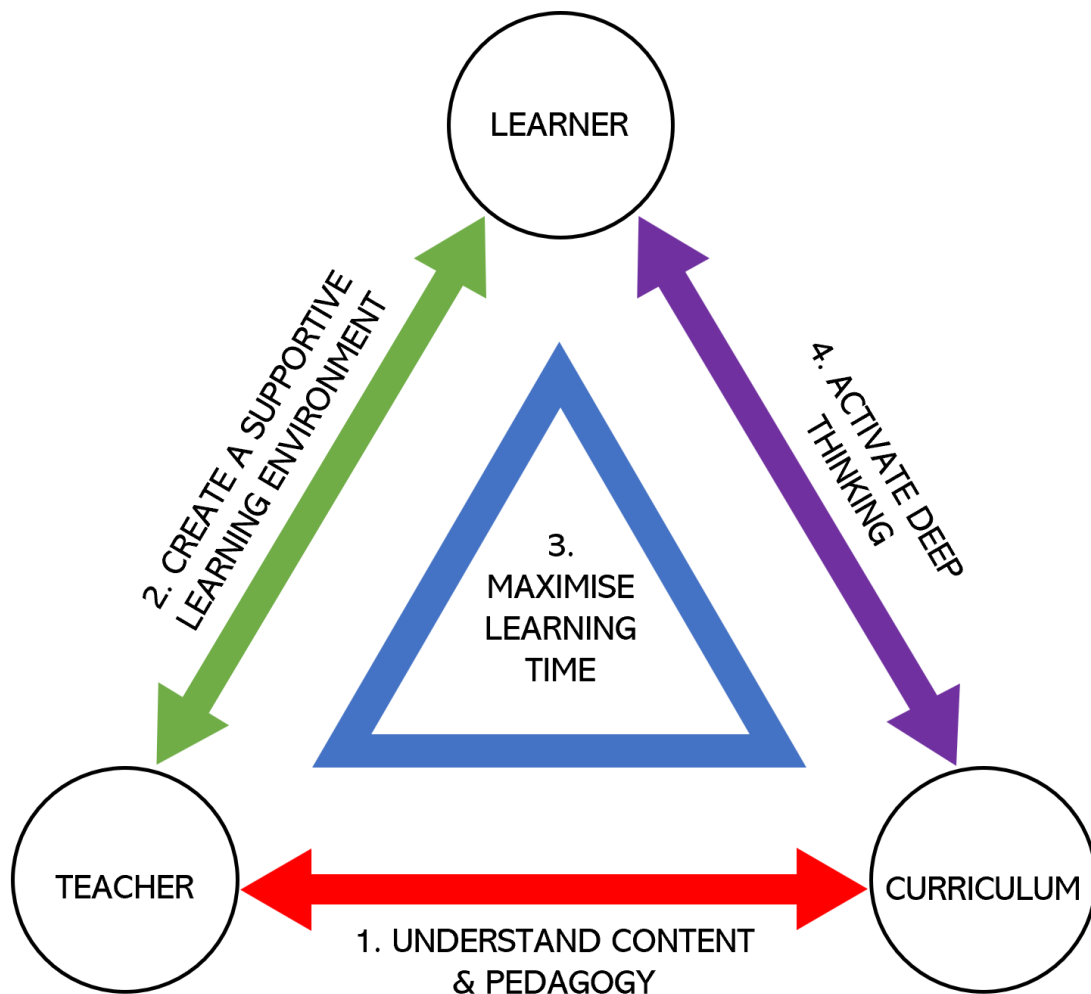 LEARNER
2. CREATE A SUPPORTIVE
LEARNING ENVIRONMENT
4. ACTIVATE DEEP
THINKING
3.
MAXIMISE
LEARNING
TIME
TEACHER
CURRICULUM
1. UNDERSTAND CONTENT
& PEDAGOGY